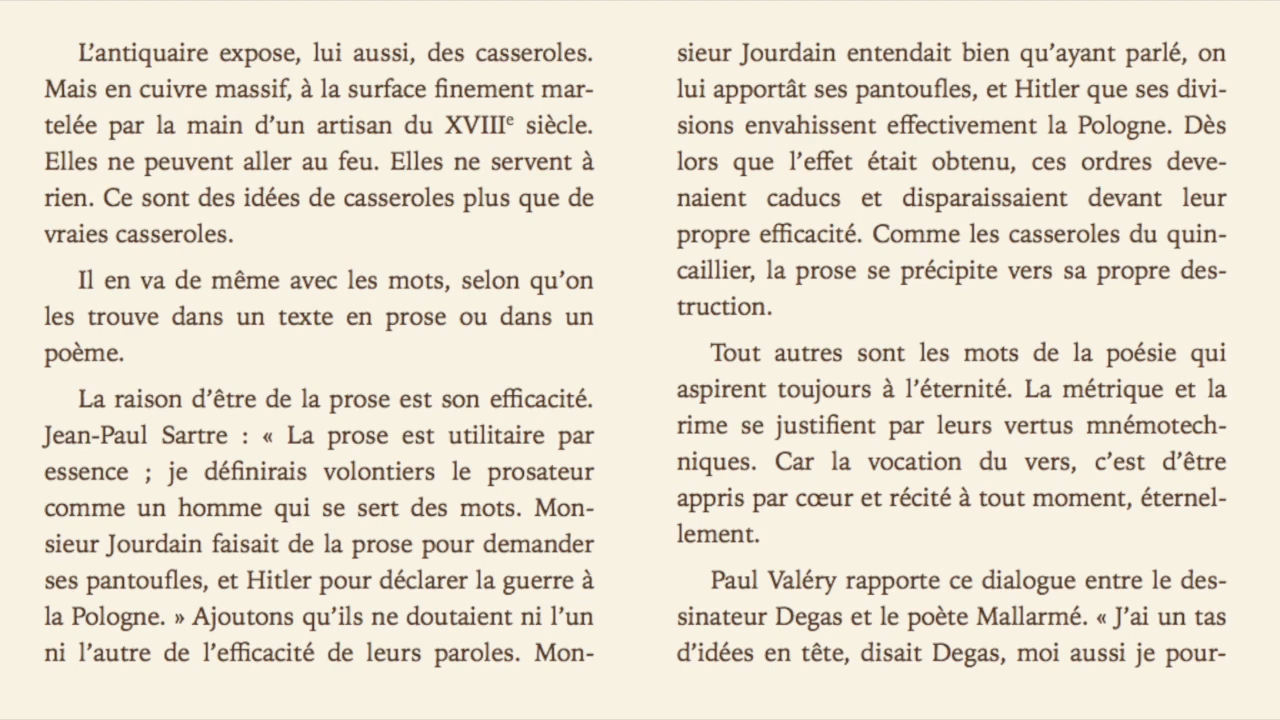 L’antiquaire expose, lui aussi, des casseroles.
Mais en cuivre massif, à la surface finement mar-
telée par la main d’un artisan du XVIIIᵉ siècle.
Elles ne peuvent aller au feu. Elles ne servent à
rien. Ce sont des idées de casseroles plus que de
vraies casseroles.
Il en va de même avec les mots, selon qu’on
les trouve dans un texte en prose ou dans un
poème.
La raison d’être de la prose est son efficacité.
Jean-Paul Sartre : « La prose est utilitaire par
essence ; je définirais volontiers le prosateur
comme un homme qui se sert des mots. Mon-
sieur Jourdain faisait de la prose pour demander
ses pantoufles, et Hitler pour déclarer la guerre à
la Pologne. » Ajoutons qu’ils ne doutaient ni l’un
ni l’autre de l’efficacité de leurs paroles. Mon-
sieur Jourdain entendait bien qu’ayant parlé, on
lui apportât ses pantoufles, et Hitler que ses divi-
sions envahissent effectivement la Pologne. Dès
lors que l’effet était obtenu, ces ordres deve-
naient caducs et disparaissaient devant leur
propre efficacité. Comme les casseroles du quin-
caillier, la prose se précipite vers sa propre des-
truction.
Tout autres sont les mots de la poésie qui
aspirent toujours à l’éternité. La métrique et la
rime se justifient par leurs vertus mnémotech-
niques. Car la vocation du vers, c’est d’être
appris par cœur et récité à tout moment, éternel-
lement.
Paul Valéry rapporte ce dialogue entre le des-
sinateur Degas et le poète Mallarmé. « J’ai un tas
d’idées en tête, disait Degas, moi aussi je pour-